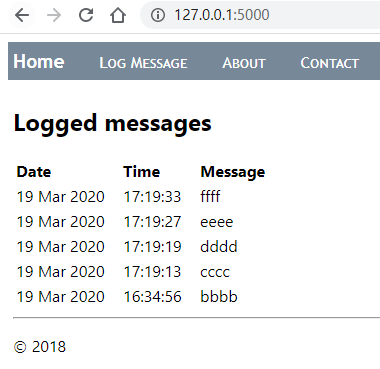 127.0.0.1:5000
Home Log Message About Contact
Logged messages
Date Time Message
19 Mar 2020 17:19:33 ffff
19 Mar 2020 17:19:27 eeee
19 Mar 2020 17:19:19 dddd
19 Mar 2020 17:19:13 cccc
19 Mar 2020 16:34:56 bbbb
© 2018